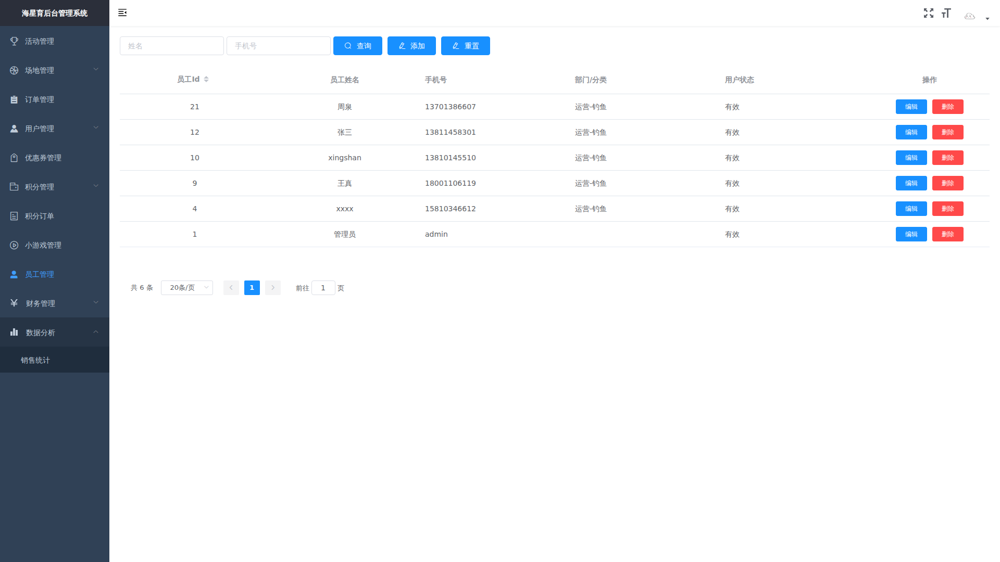 海星育后台管理系统
活动管理
场地管理
订单管理
用户管理
优惠券管理
积分管理
积分订单
小游戏管理
员工管理
财务管理
数据分析
销售统计
姓名 手机号 查询 添加 重置
员工Id 员工姓名 手机号 部门/分类 用户状态 操作
21 周泉 13701386607 运营-钓鱼 有效 编辑 删除
12 张三 13811458301 运营-钓鱼 有效 编辑 删除
10 xingshan 13810145510 运营-钓鱼 有效 编辑 删除
9 王真 18001106119 运营-钓鱼 有效 编辑 删除
4 xxxx 15810346612 运营-钓鱼 有效 编辑 删除
1 管理员 admin 有效 编辑 删除
共 6 条 20条/页 1 前往 1 页